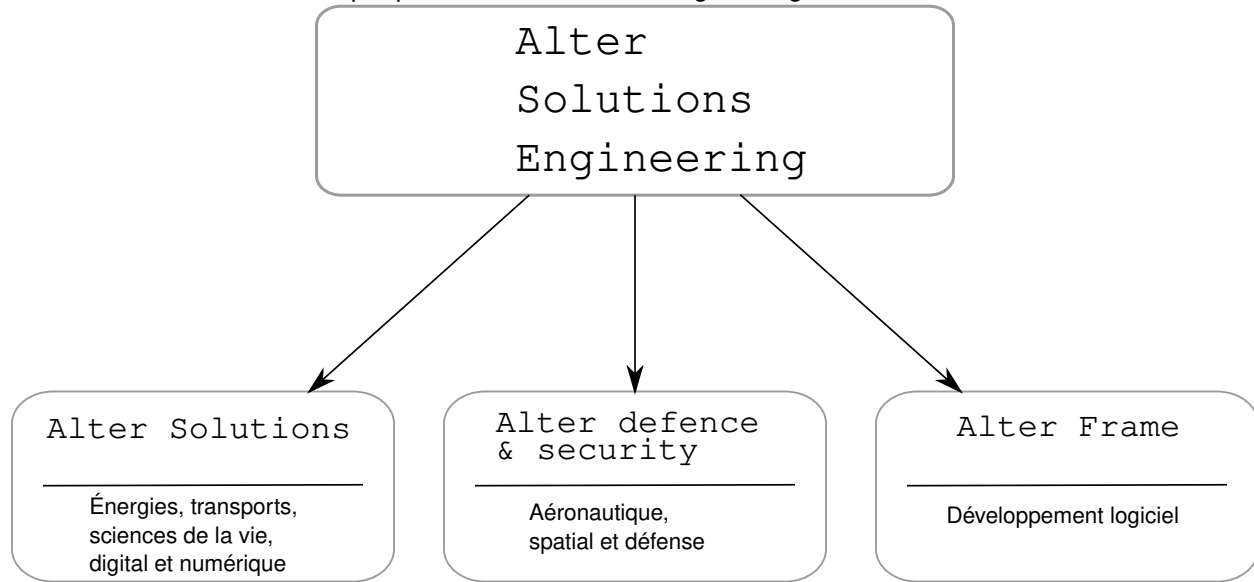 Alter
Solutions
Engineering
Alter Solutions
Énergies, transports,
sciences de la vie,
digital et numérique
Alter defence
& security
Aéronautique,
spatial et défense
Alter Frame
Développement logiciel